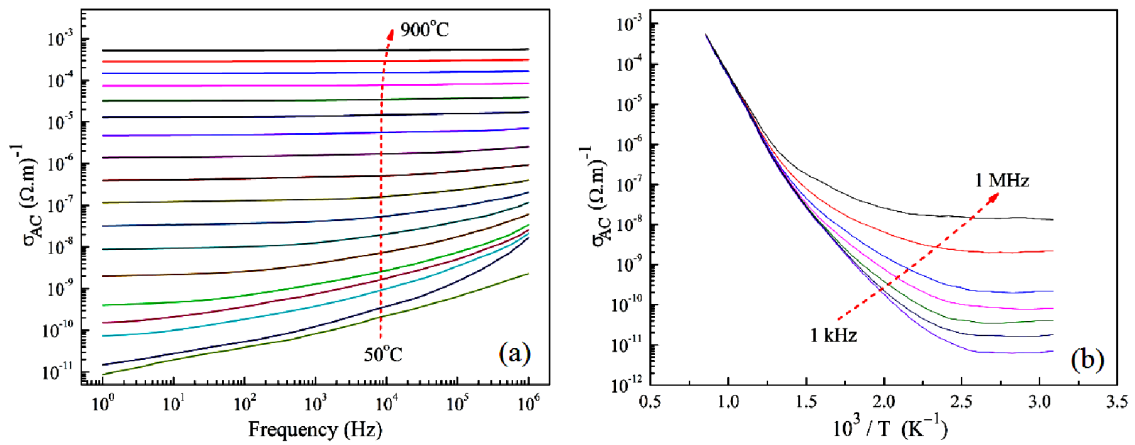 10⁻³
10⁻⁴
10⁻⁵
10⁻⁶
10⁻⁷
10⁻⁸
10⁻⁹
10⁻¹⁰
10⁻¹¹
σAC (Ω.m)⁻¹
900°C
50°C
(a)
10⁰ 10¹ 10² 10³ 10⁴ 10⁵ 10⁶
Frequency (Hz)
10⁻³
10⁻⁴
10⁻⁵
10⁻⁶
10⁻⁷
10⁻⁸
10⁻⁹
10⁻¹⁰
10⁻¹¹
10⁻¹²
σAC (Ω.m)⁻¹
1 MHz
1 kHz
(b)
0.5 1.0 1.5 2.0 2.5 3.0 3.5
10³ / T (K⁻¹)